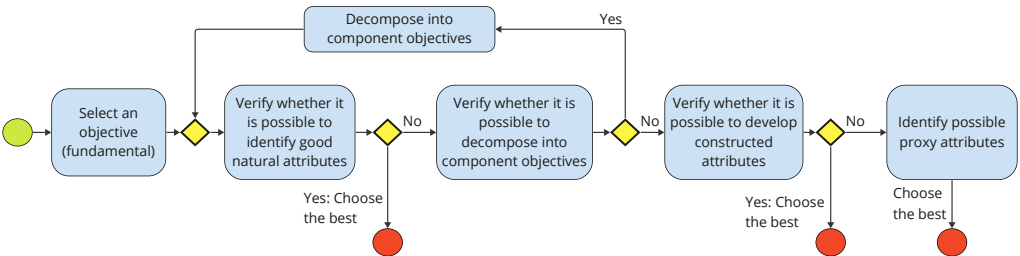 Decompose into
component objectives
Yes
Select an
objective
(fundamental)
Verify whether it
is possible to
identify good
natural attributes
No
Verify whether it is
possible to
decompose into
component objectives
No
Verify whether it is
possible to develop
constructed
attributes
No
Identify possible
proxy attributes
Yes: Choose
the best
Yes: Choose
the best
Choose
the best